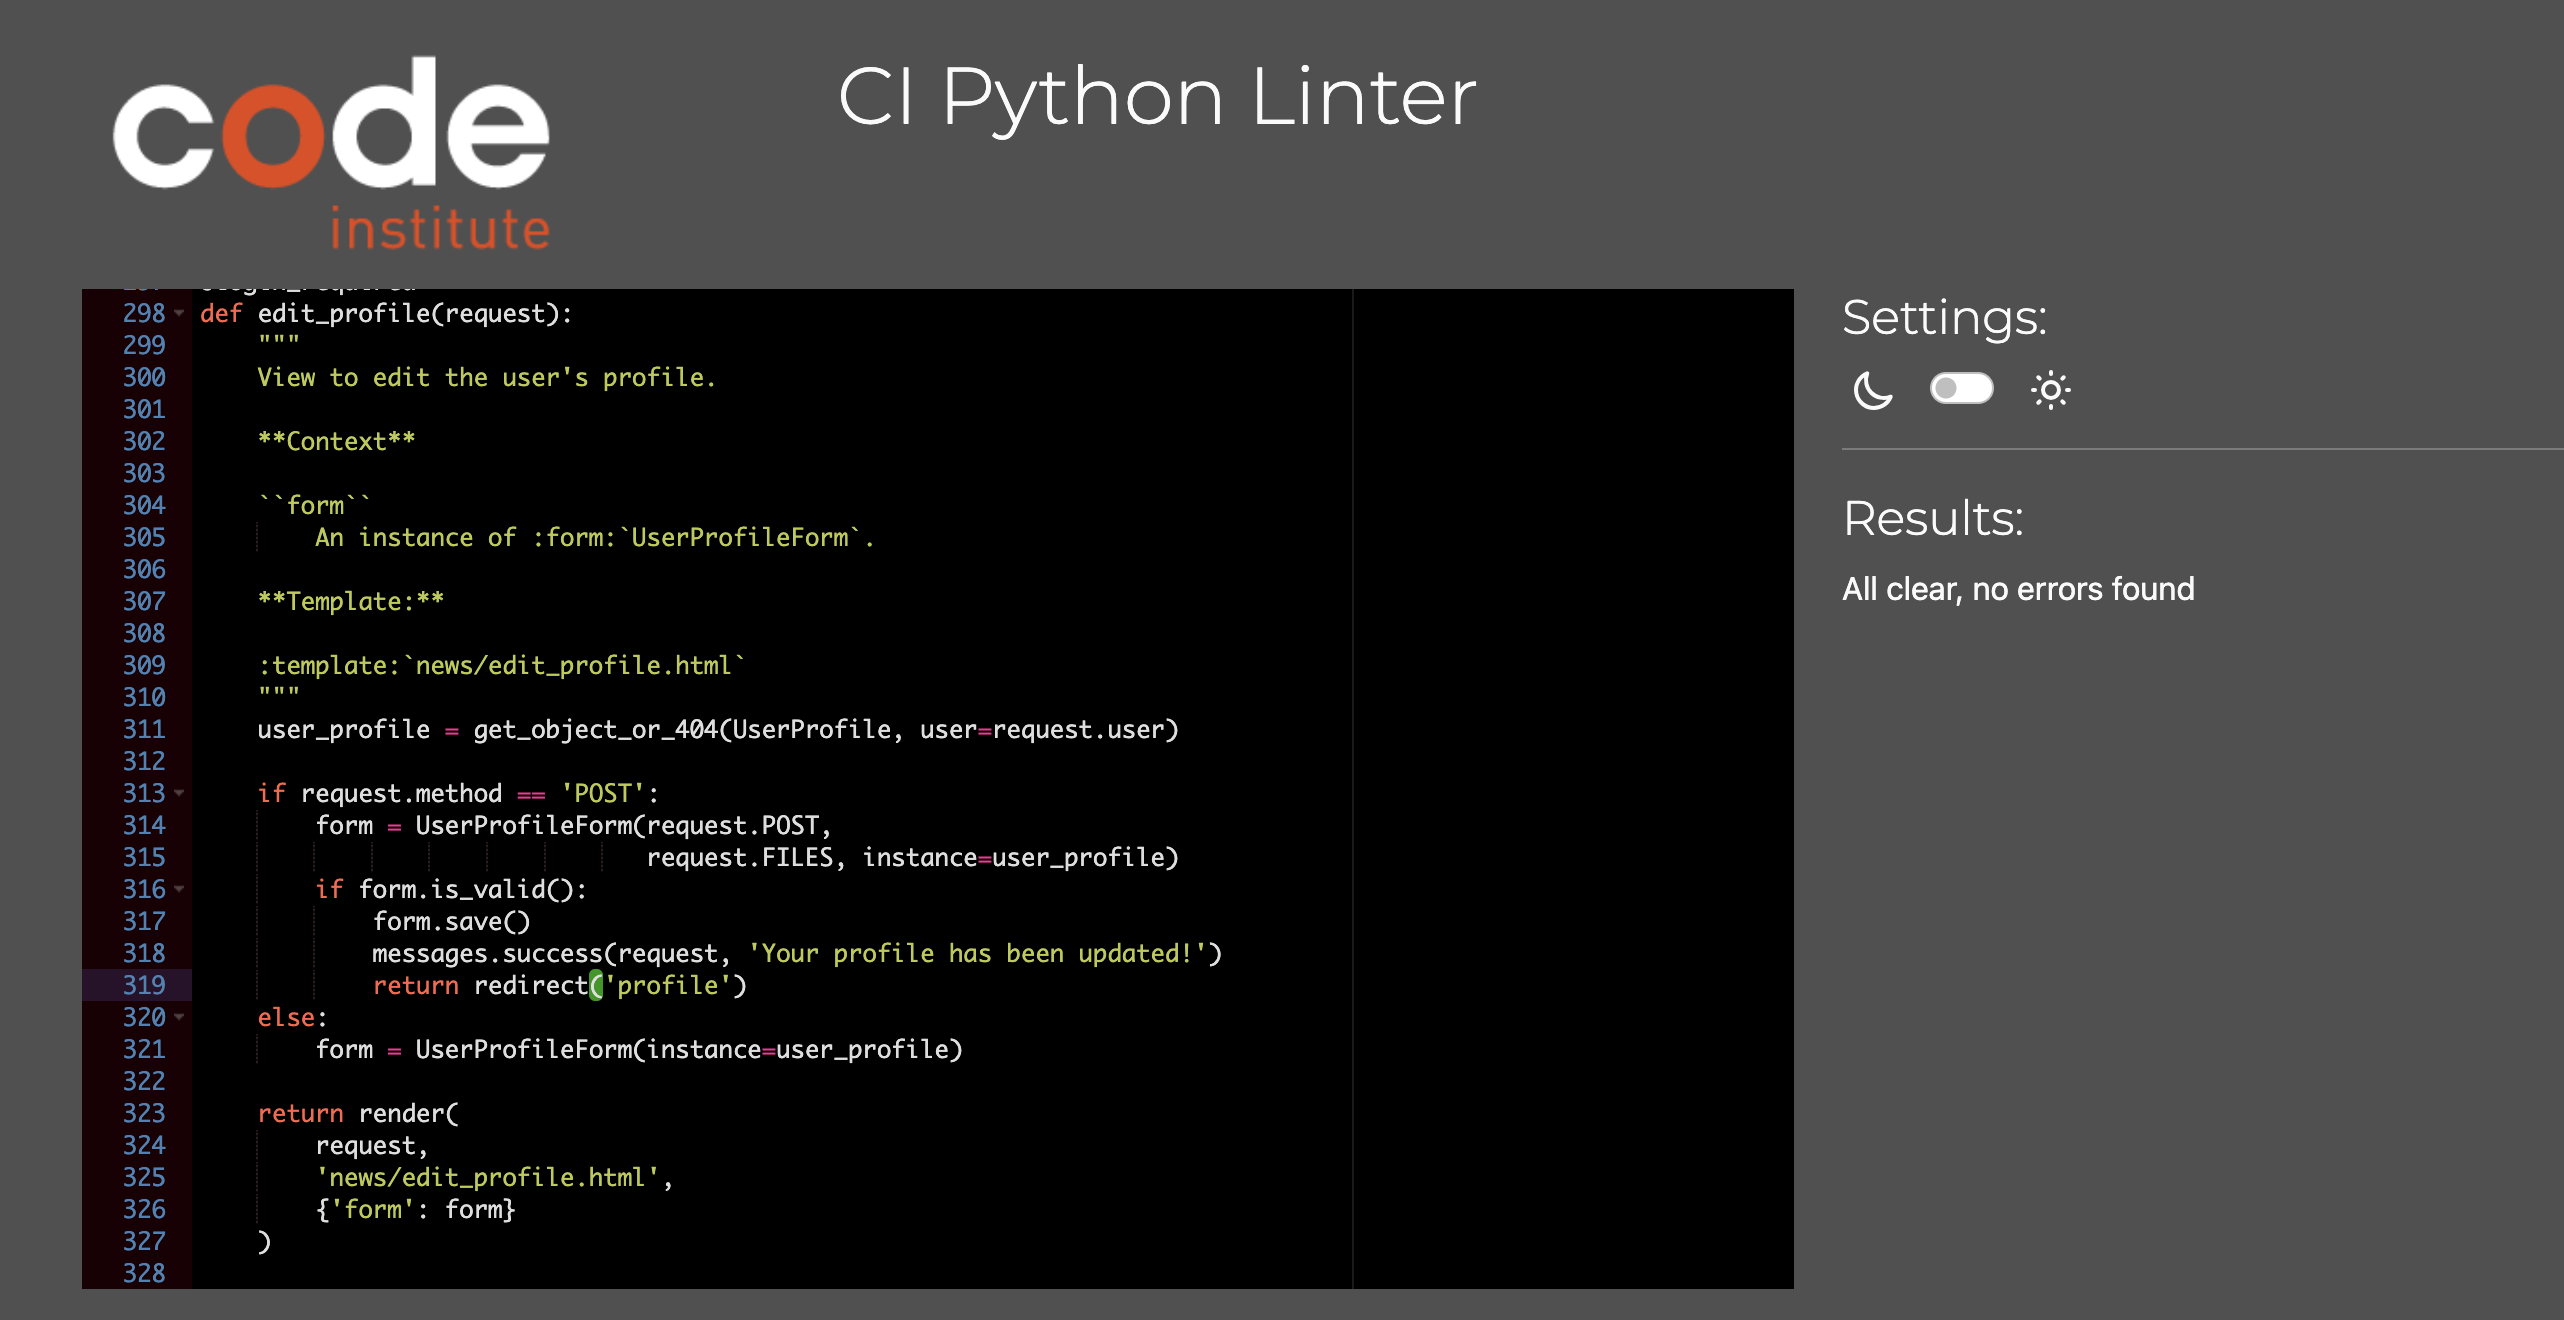 code
institute
CI Python Linter
298 def edit_profile(request):
299 """
300 View to edit the user's profile.
301
302 **Context**
303
304 ``form``
305 An instance of :form:`UserProfileForm`.
306
307 **Template:**
308
309 :template:`news/edit_profile.html`
310 """
311 user_profile = get_object_or_404(UserProfile, user=request.user)
312
313 if request.method == 'POST':
314 form = UserProfileForm(request.POST,
315 request.FILES, instance=user_profile)
316 if form.is_valid():
317 form.save()
318 messages.success(request, 'Your profile has been updated!')
319 return redirect('profile')
320 else:
321 form = UserProfileForm(instance=user_profile)
322
323 return render(
324 request,
325 'news/edit_profile.html',
326 {'form': form}
327 )
328
Settings:
Results:
All clear, no errors found